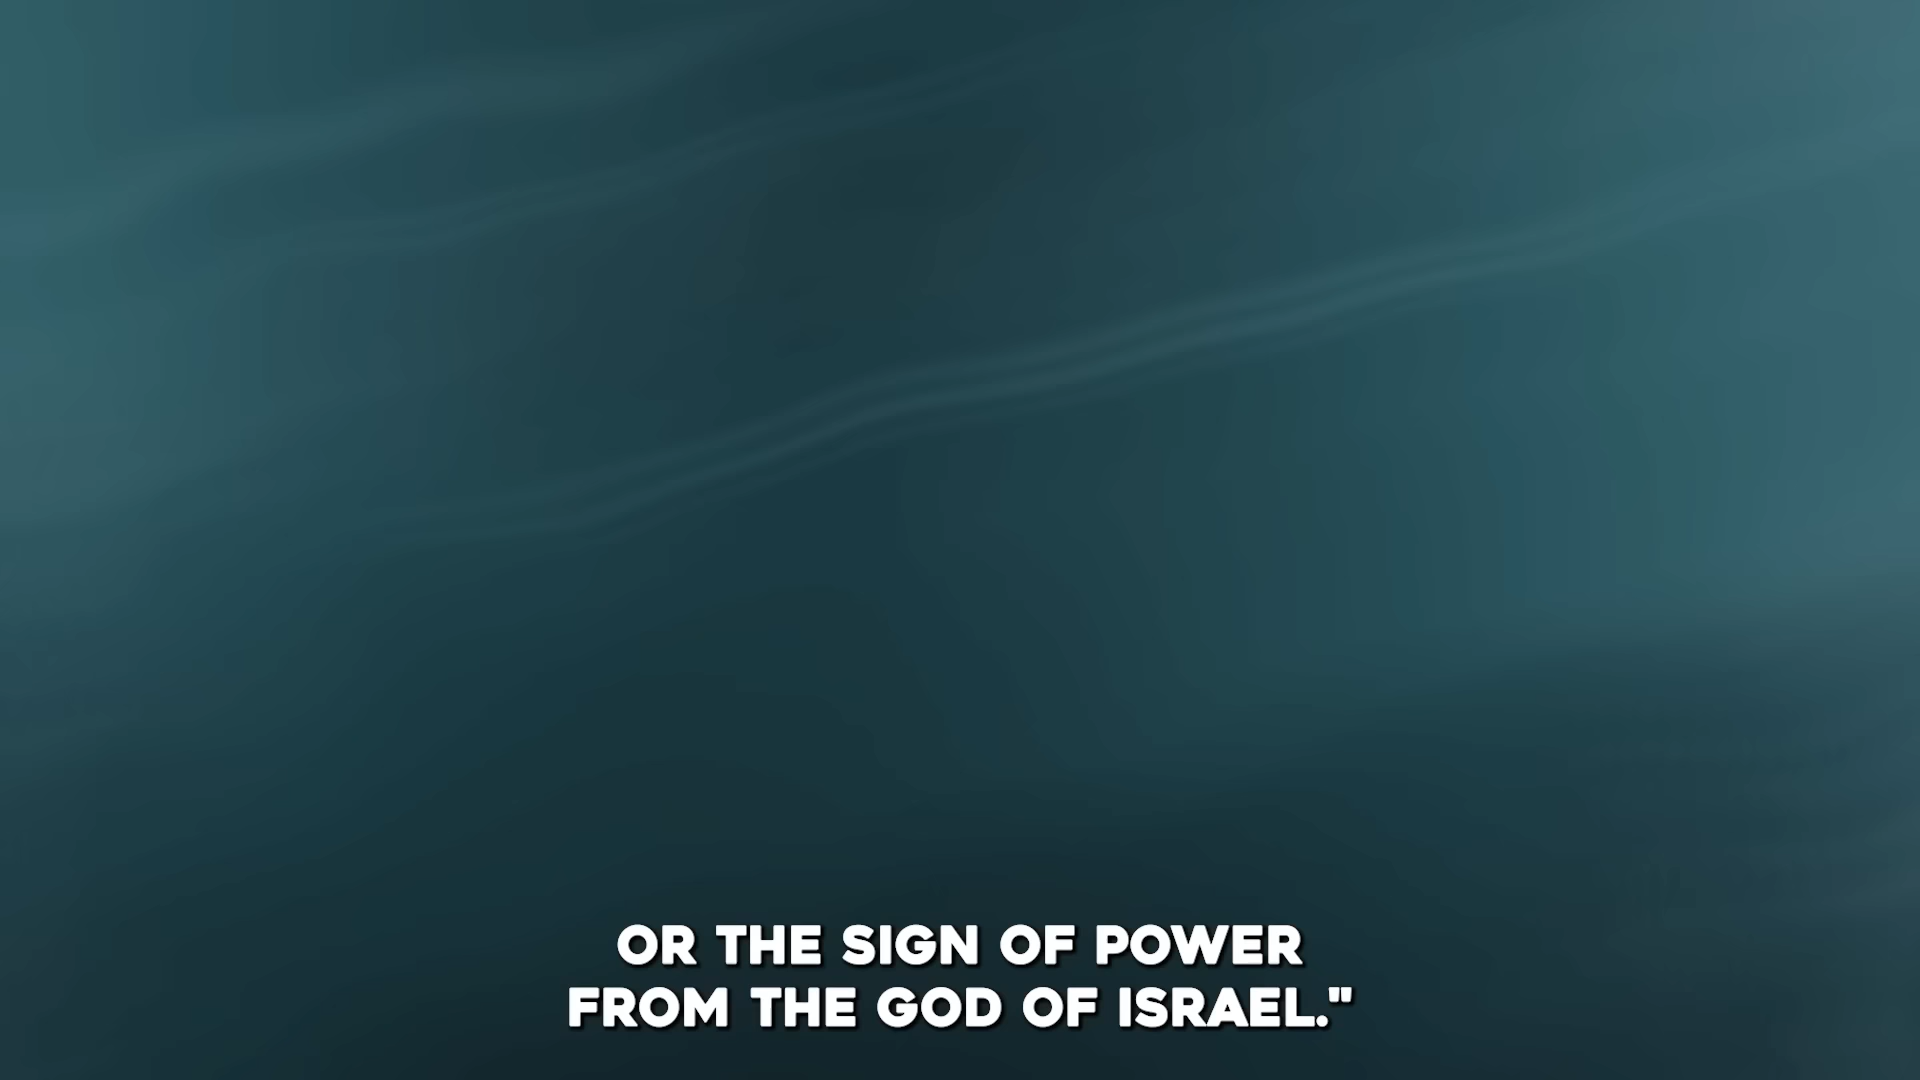 OR THE SIGN OF POWER
FROM THE GOD OF ISRAEL."